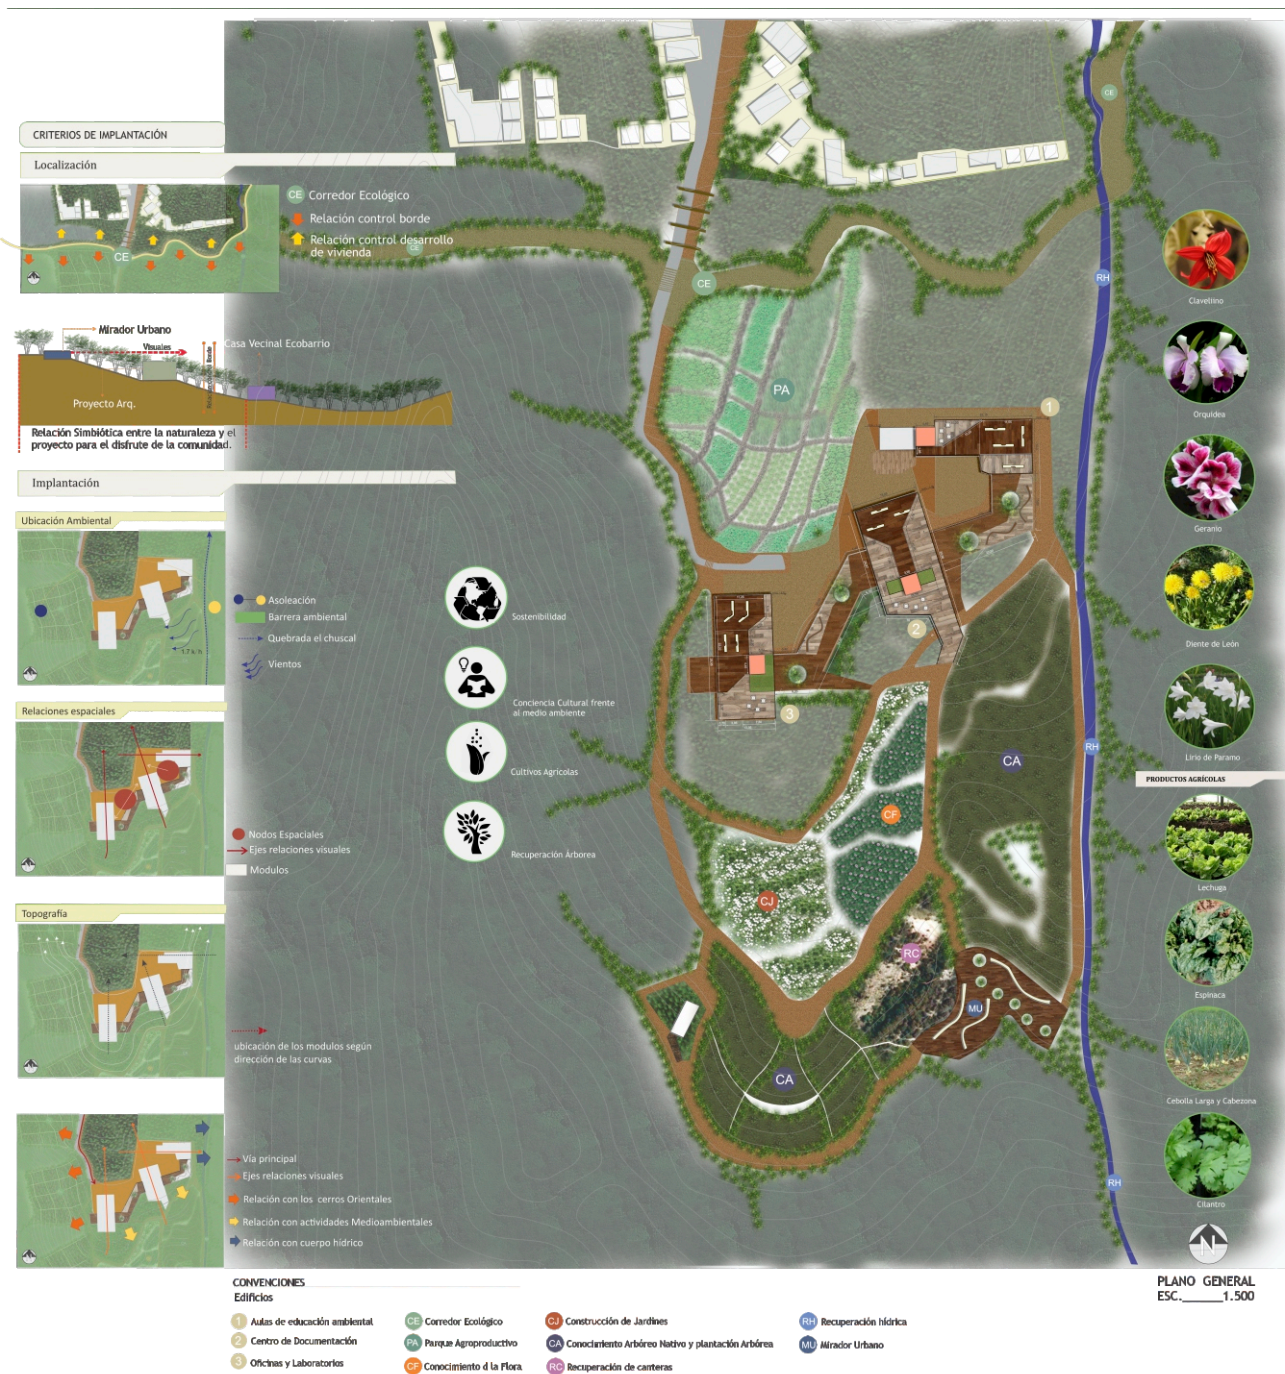 CRITERIOS DE IMPLANTACIÓN
Localización
CE Corredor Ecológico
Relación control borde
Relación control desarrollo
de vivienda
CE
CE
CE
CE
RH
Mirador Urbano
Visuales
Casa Vecinal Ecobarrio
Proyecto Arq.
Relación Simbiótica entre la naturaleza y el
proyecto para el disfrute de la comunidad.
Implantación
Ubicación Ambiental
Asoleación
Barrera ambiental
Quebrada el chuscal
Vientos
Relaciones espaciales
Nodos Espaciales
Ejes relaciones visuales
Modulos
Topografía
ubicación de los modulos según
dirección de las curvas
Vía principal
Ejes relaciones visuales
Relación con los cerros Orientales
Relación con actividades Medioambientales
Relación con cuerpo hídrico
Sostenibilidad
Conciencia Cultural frente
al medio ambiente
Cultivos Agrícolas
Recuperación Árborea
PA
1
2
3
CA
RH
CF
CJ
RC
MU
CA
RH
Clavellino
Orquidea
Geranio
Diente de León
Lirio de Paramo
PRODUCTOS AGRÍCOLAS
Lechuga
Espinaca
Cebolla Larga y Cabezona
Cilantro
N
PLANO GENERAL
ESC.______1.500
CONVENCIONES
Edificios
1 Aulas de educación ambiental
2 Centro de Documentación
3 Oficinas y Laboratorios
CE Corredor Ecológico
PA Parque Agroproductivo
CF Conocimiento d la Flora
CJ Construcción de Jardines
CA Conocimiento Arbóreo Nativo y plantación Arbórea
RC Recuperación de canteras
RH Recuperación hídrica
MU Mirador Urbano